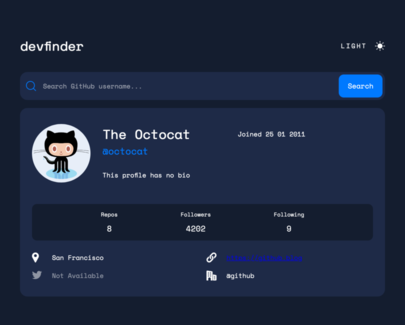 devfinder
LIGHT
Search GitHub username...
Search
The Octocat
Joined 25 01 2011
@octocat
This profile has no bio
Repos
Followers
Following
8
4202
9
San Francisco
Not Available
@github